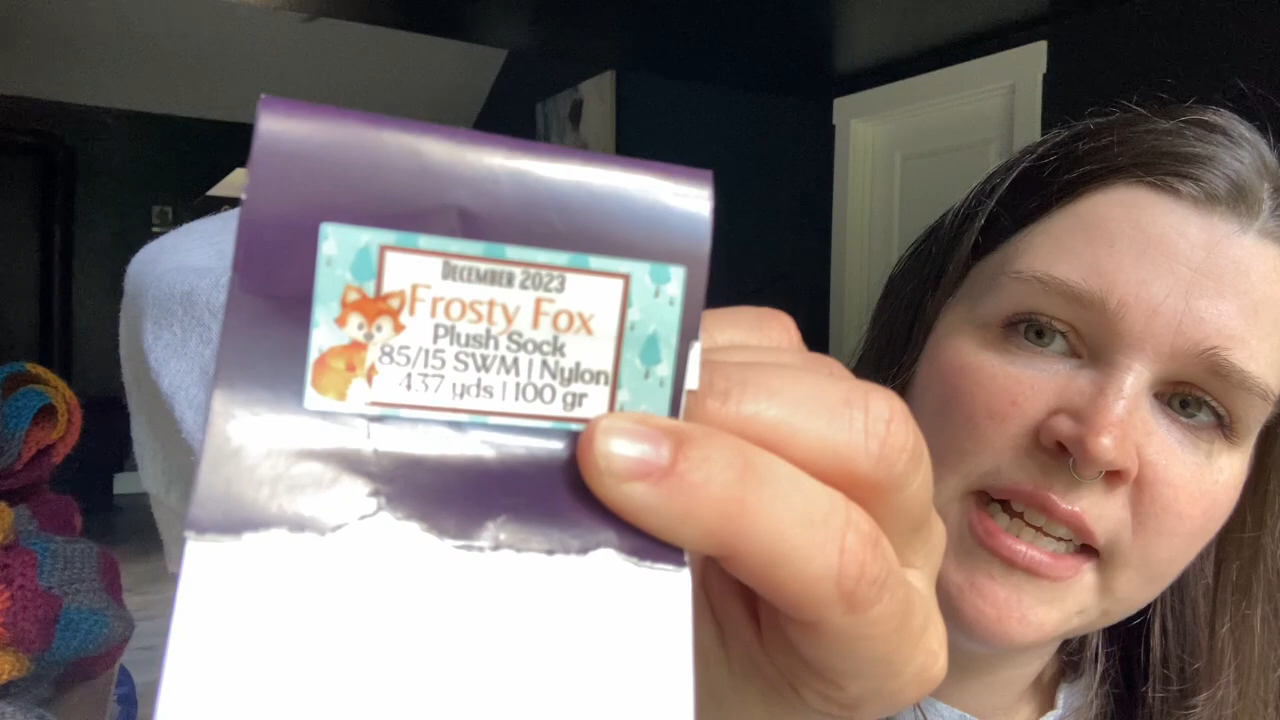 December 2023
Frosty Fox
Plush Sock
85/15 SWM | Nylon
437 yds | 100 gr